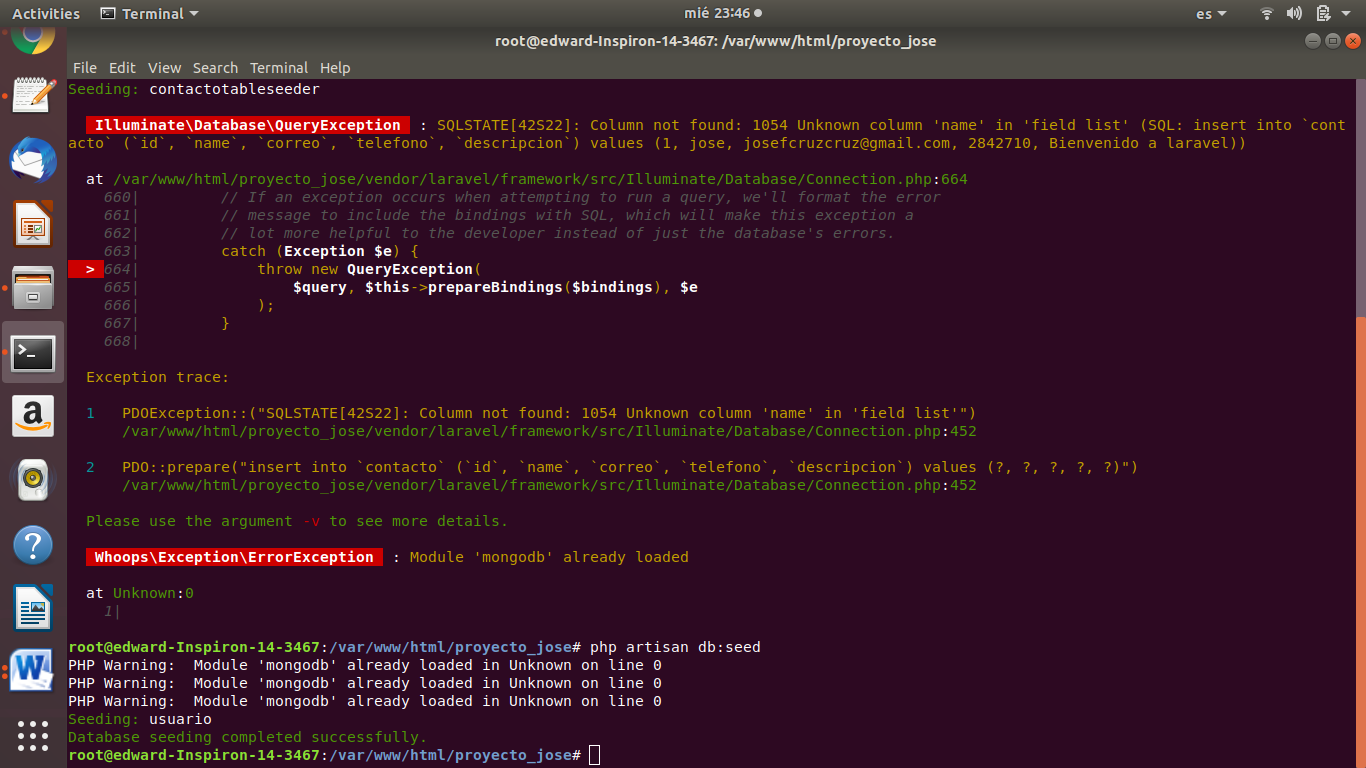 Activities Terminal mié 23:46 es
root@edward-Inspiron-14-3467: /var/www/html/proyecto_jose
File Edit View Search Terminal Help
Seeding: contactotableseeder
Illuminate\Database\QueryException : SQLSTATE[42S22]: Column not found: 1054 Unknown column 'name' in 'field list' (SQL: insert into `cont
acto` (`id`, `name`, `correo`, `telefono`, `descripcion`) values (1, jose, josefcruzcruz@gmail.com, 2842710, Bienvenido a laravel))
at /var/www/html/proyecto_jose/vendor/laravel/framework/src/Illuminate/Database/Connection.php:664
660| // If an exception occurs when attempting to run a query, we'll format the error
661| // message to include the bindings with SQL, which will make this exception a
662| // lot more helpful to the developer instead of just the database's errors.
663| catch (Exception $e) {
> 664| throw new QueryException(
665| $query, $this->prepareBindings($bindings), $e
666| );
667| }
668|
Exception trace:
1 PDOException::("SQLSTATE[42S22]: Column not found: 1054 Unknown column 'name' in 'field list'")
/var/www/html/proyecto_jose/vendor/laravel/framework/src/Illuminate/Database/Connection.php:452
2 PDO::prepare("insert into `contacto` (`id`, `name`, `correo`, `telefono`, `descripcion`) values (?, ?, ?, ?, ?)")
/var/www/html/proyecto_jose/vendor/laravel/framework/src/Illuminate/Database/Connection.php:452
Please use the argument -v to see more details.
Whoops\Exception\ErrorException : Module 'mongodb' already loaded
at Unknown:0
1|
root@edward-Inspiron-14-3467:/var/www/html/proyecto_jose# php artisan db:seed
PHP Warning:  Module 'mongodb' already loaded in Unknown on line 0
PHP Warning:  Module 'mongodb' already loaded in Unknown on line 0
PHP Warning:  Module 'mongodb' already loaded in Unknown on line 0
Seeding: usuario
Database seeding completed successfully.
root@edward-Inspiron-14-3467:/var/www/html/proyecto_jose#